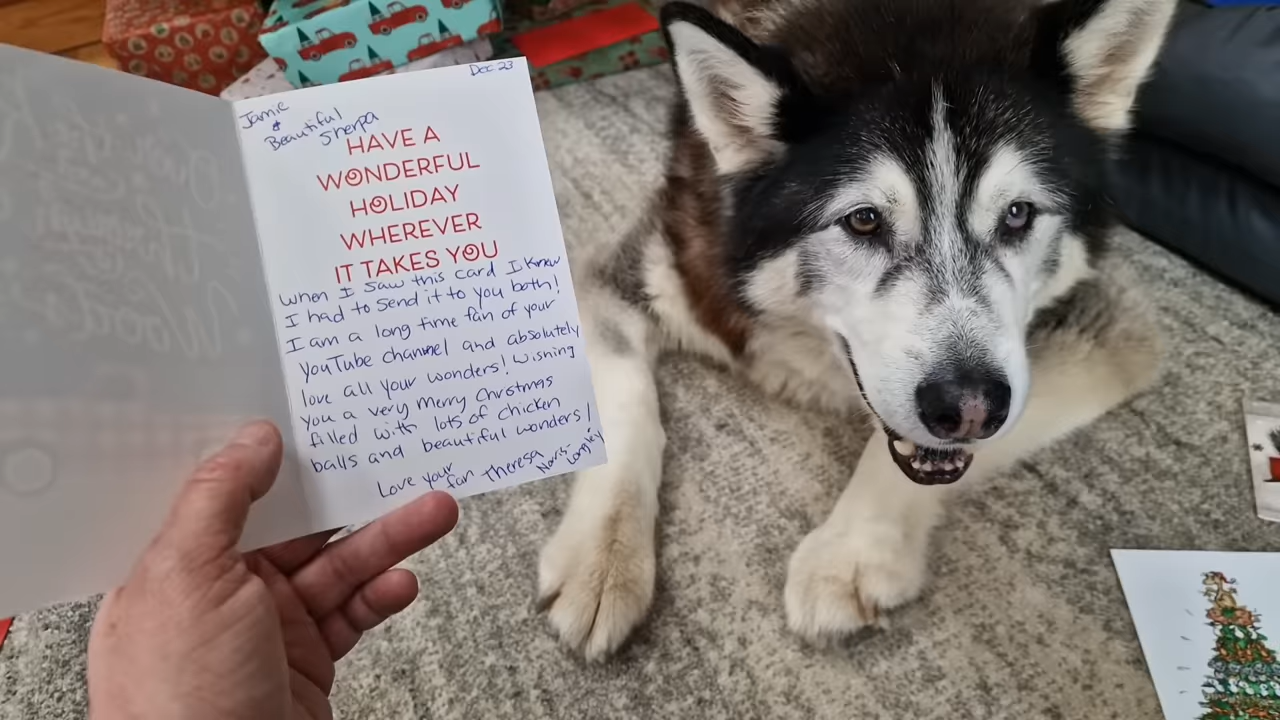 Dec. 23
Jamie
&
Beautiful
Sherpa
HAVE A
WONDERFUL
HOLIDAY
WHEREVER
IT TAKES YOU
When I saw this card I knew
I had to send it to you both!
I am a long time fan of your
YouTube channel and absolutely
love all your wonders! Wishing
you a very merry Christmas
filled with lots of chicken
balls and beautiful wonders!
Love your
fan Theresa